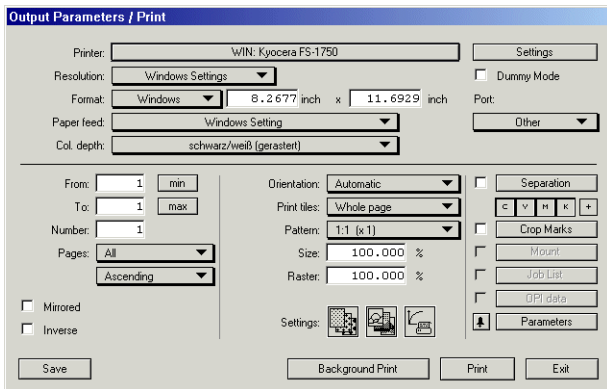 Output Parameters / Print
Printer: WIN: Kyocera FS-1750 Settings
Resolution: Windows Settings Dummy Mode
Format: Windows 8.2677 inch x 11.6929 inch Port:
Paper feed: Windows Setting Other
Col. depth: schwarz/weiß (gerastert)
From: 1 min Orientation: Automatic Separation
To: 1 max Print tiles: Whole page C Y M K +
Number: 1 Pattern: 1:1 (x 1) Crop Marks
Pages: All Size: 100.000 % Mount
Ascending Raster: 100.000 % Job List
Mirrored OPI data
Inverse Settings: Parameters
Save Background Print Print Exit